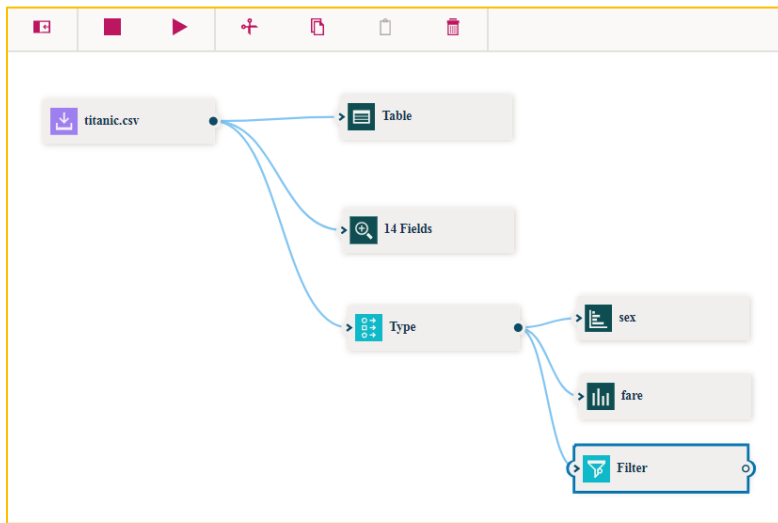 titanic.csv
Table
14 Fields
Type
sex
fare
Filter